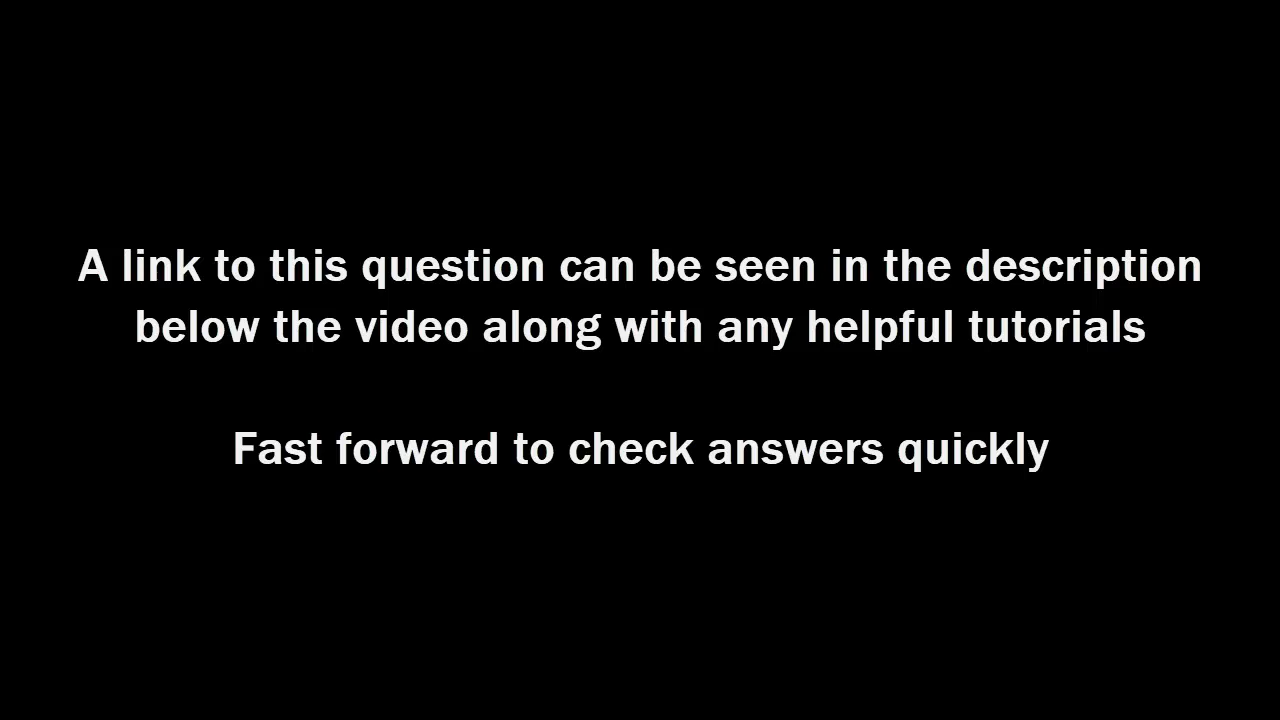 A link to this question can be seen in the description
below the video along with any helpful tutorials
Fast forward to check answers quickly